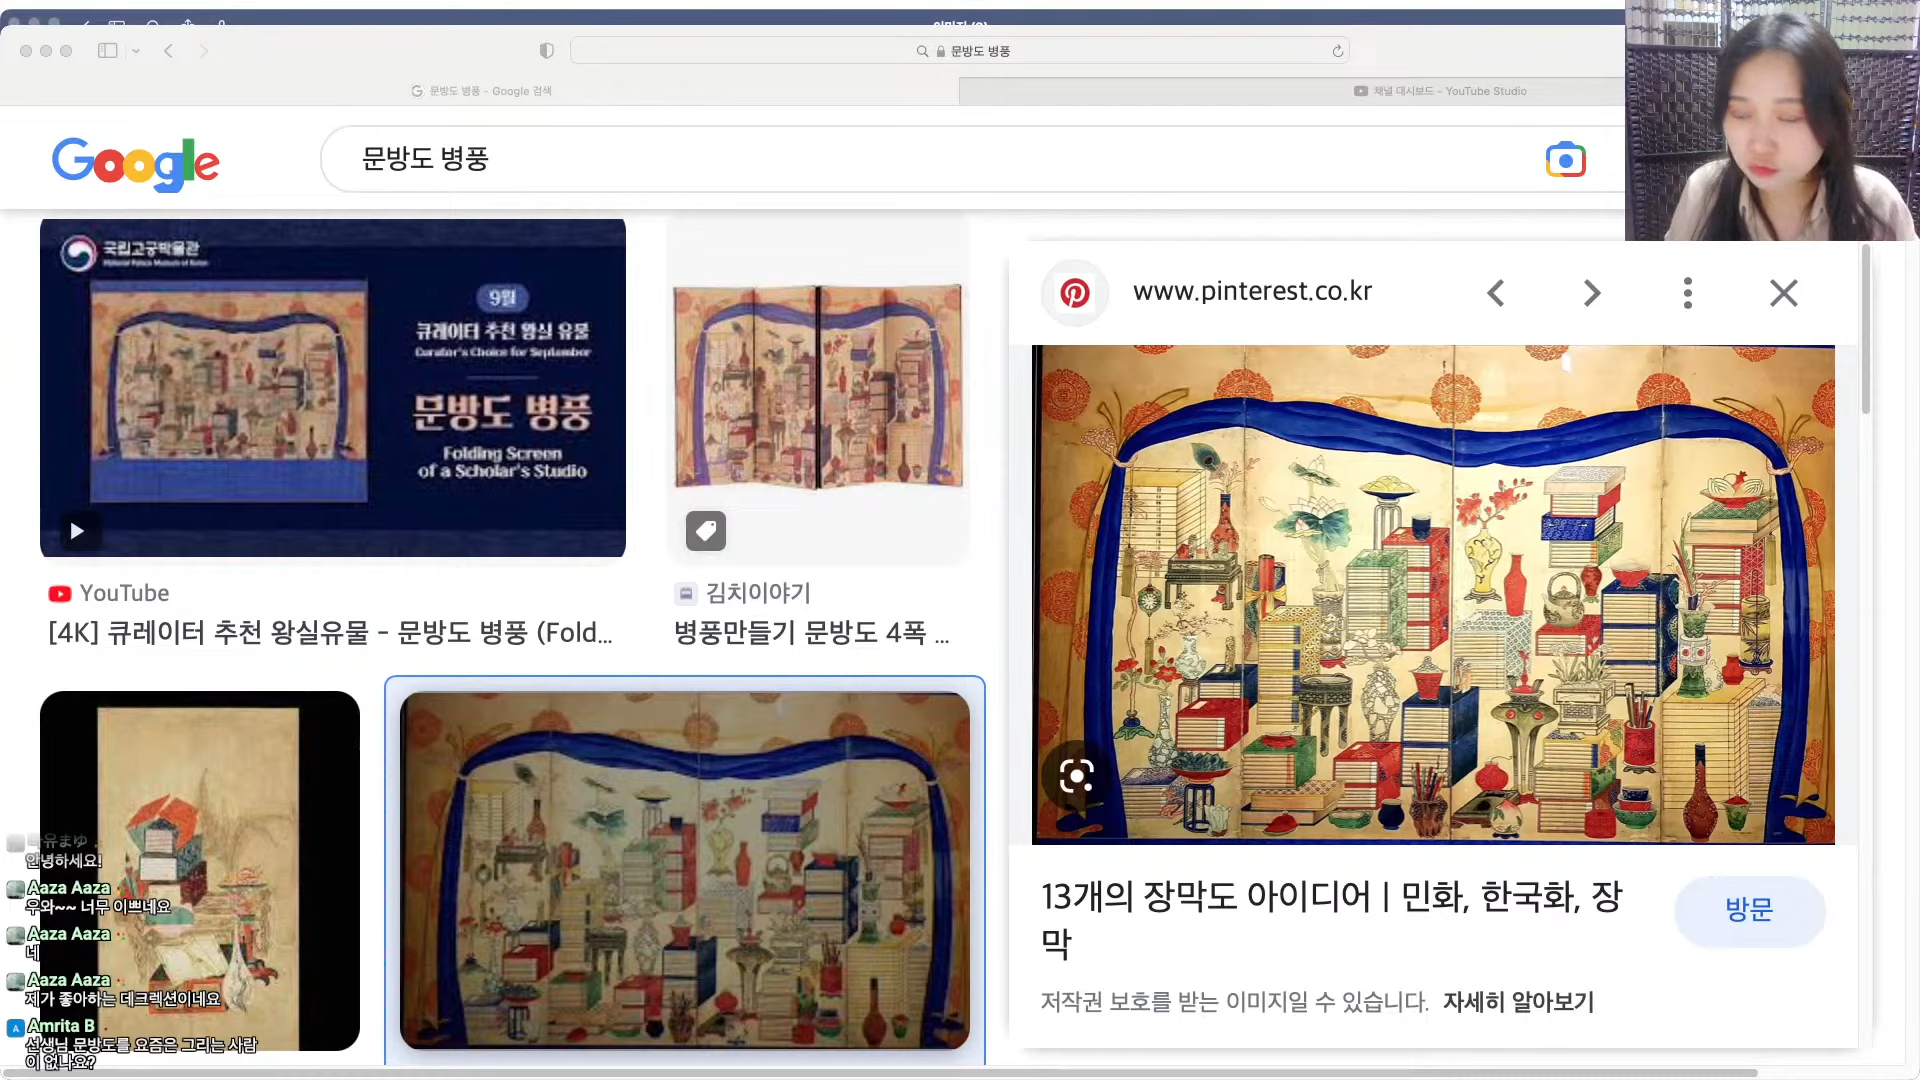 문방도 병풍
문방도 병풍 - Google 검색
채널 대시보드 - YouTube Studio
Google
문방도 병풍
국립고궁박물관
National Palace Museum of Korea
9월
큐레이터 추천 왕실 유물
Curator's Choice for September
문방도 병풍
Folding Screen
of a Scholar's Studio
YouTube
[4K] 큐레이터 추천 왕실유물 - 문방도 병풍 (Fold...
김치이야기
병풍만들기 문방도 4폭 ...
www.pinterest.co.kr
13개의 장막도 아이디어 | 민화, 한국화, 장
막
방문
저작권 보호를 받는 이미지일 수 있습니다. 자세히 알아보기
안녕하세요!
Aaza Aaza
우와~~ 너무 이쁘네요
Aaza Aaza
네
Aaza Aaza
제가 좋아하는 데크렉션이네요
A Amrita B
선생님 문방도를 요즘은 그리는 사람
이 없나요?